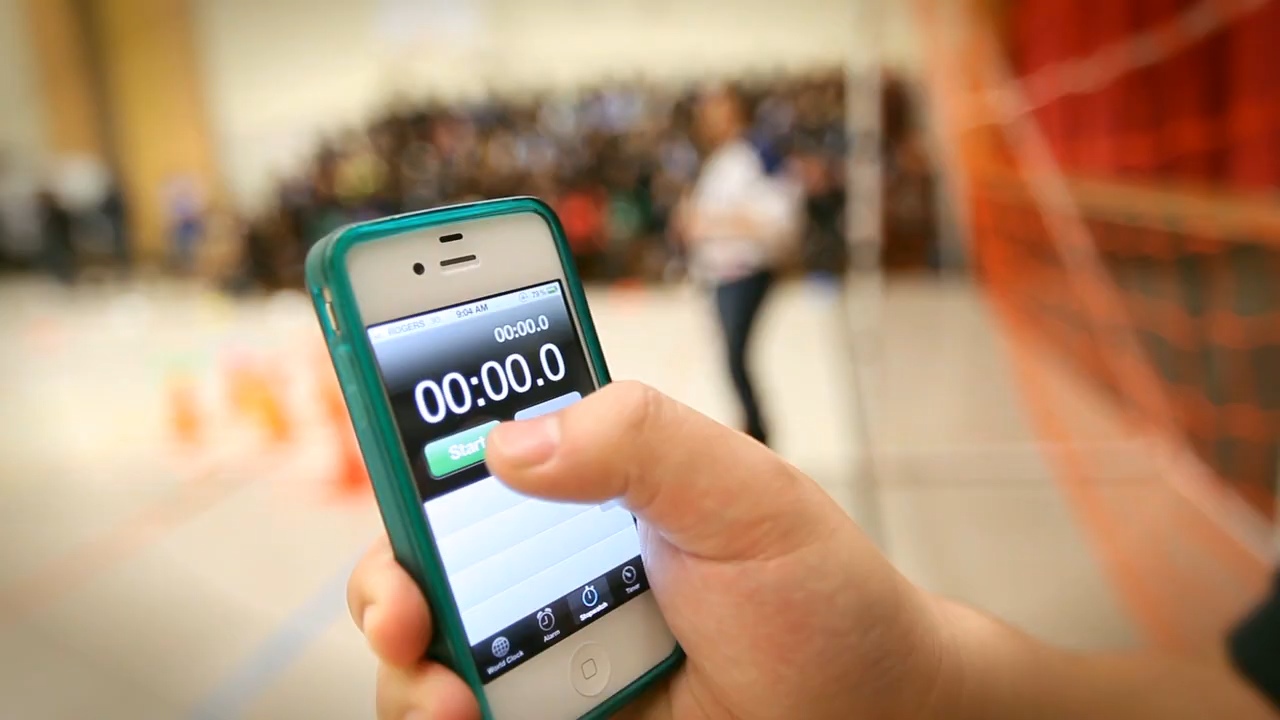 ROGERS 9:04 AM 79%
00:00.0
00:00.0
Start
World Clock Alarm Stopwatch Timer